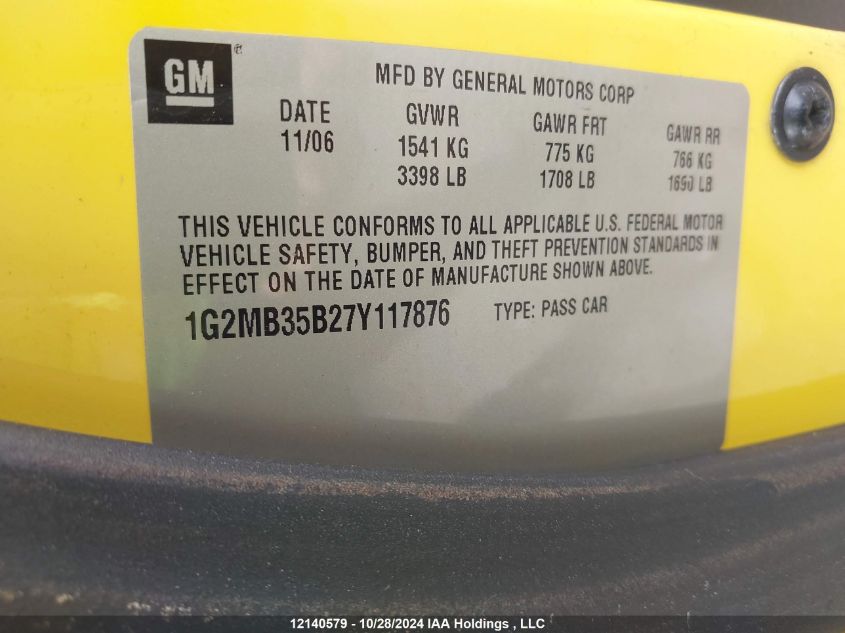 GM
MFD BY GENERAL MOTORS CORP
DATE GVWR GAWR FRT GAWR RR
11/06 1541 KG 775 KG 766 KG
3398 LB 1708 LB 1690 LB
THIS VEHICLE CONFORMS TO ALL APPLICABLE U.S. FEDERAL MOTOR
VEHICLE SAFETY, BUMPER, AND THEFT PREVENTION STANDARDS IN
EFFECT ON THE DATE OF MANUFACTURE SHOWN ABOVE.
1G2MB35B27Y117876 TYPE: PASS CAR
12140579 - 10/28/2024 IAA Holdings , LLC